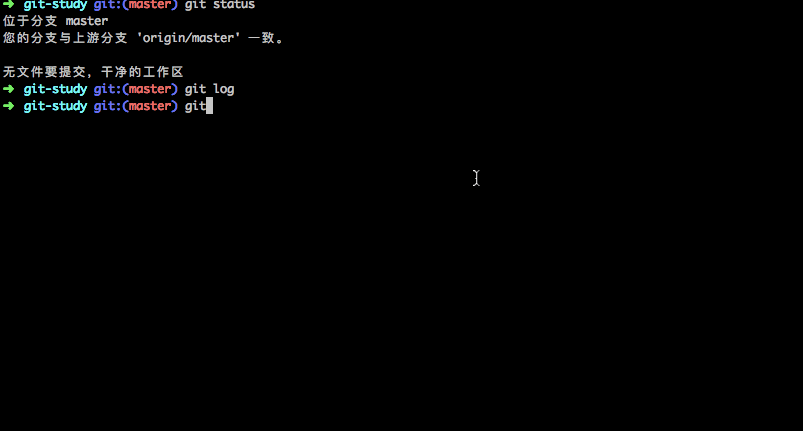 ➜ git-study git:(master) git status
位于分支 master
您的分支与上游分支 'origin/master' 一致。
无文件要提交，干净的工作区
➜ git-study git:(master) git log
➜ git-study git:(master) git